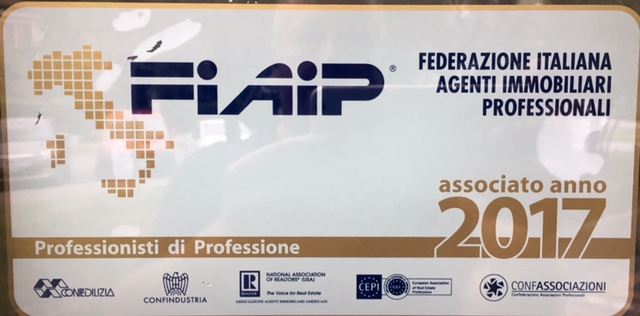 FiAiP®
FEDERAZIONE ITALIANA
AGENTI IMMOBILIARI
PROFESSIONALI
associato anno
2017
Professionisti di Professione
CONFEDILIZIA
CONFINDUSTRIA
R
REALTOR
NATIONAL ASSOCIATION
OF REALTORS® (USA)
The Voice for Real Estate
ASSOCIAZIONE AGENTI IMMOBILIARI AMERICANI
CEPI
CEI
European Association
of Real Estate
Professions
CONFASSOCIAZIONI
Confederazione Associazioni Professionali